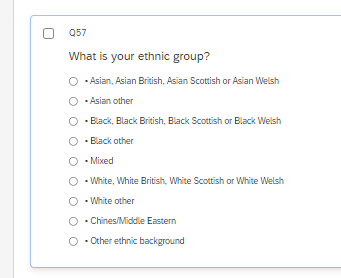 Q57
What is your ethnic group?
• Asian, Asian British, Asian Scottish or Asian Welsh
• Asian other
• Black, Black British, Black Scottish or Black Welsh
• Black other
• Mixed
• White, White British, White Scottish or White Welsh
• White other
• Chines/Middle Eastern
• Other ethnic background